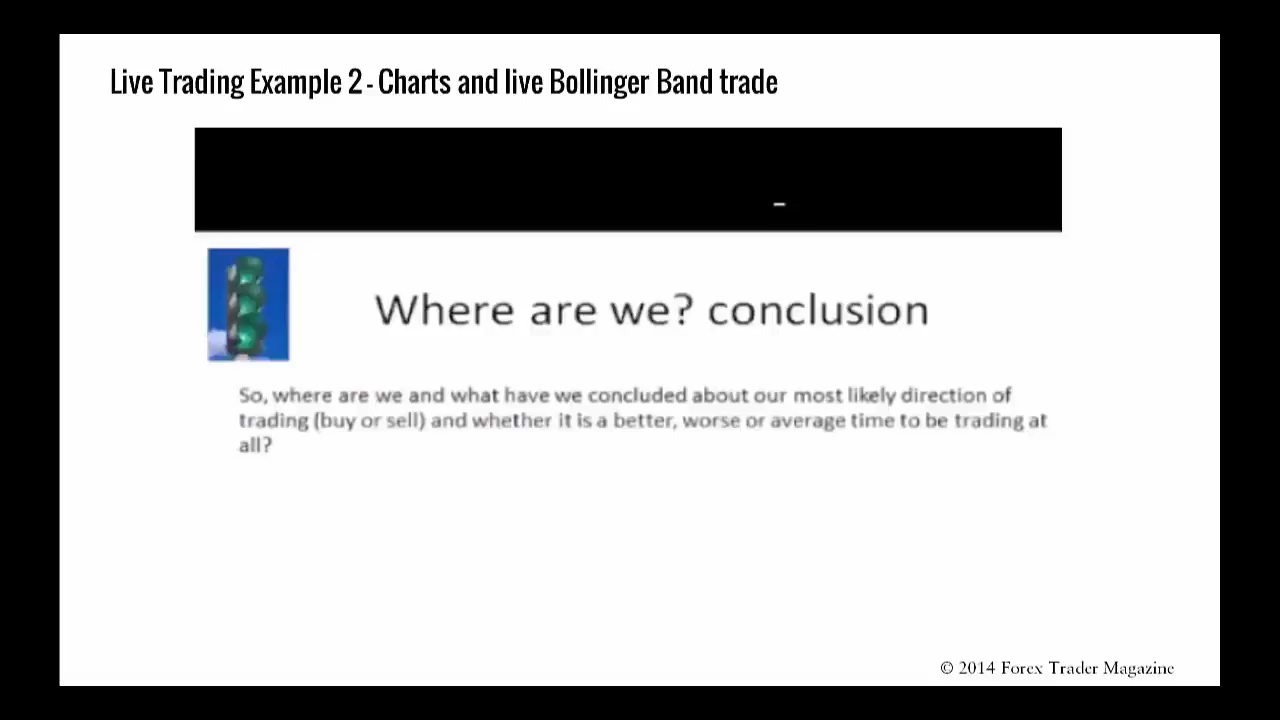 Live Trading Example 2 - Charts and live Bollinger Band trade
Where are we? conclusion
So, where are we and what have we concluded about our most likely direction of
trading (buy or sell) and whether it is a better, worse or average time to be trading at
all?
© 2014 Forex Trader Magazine